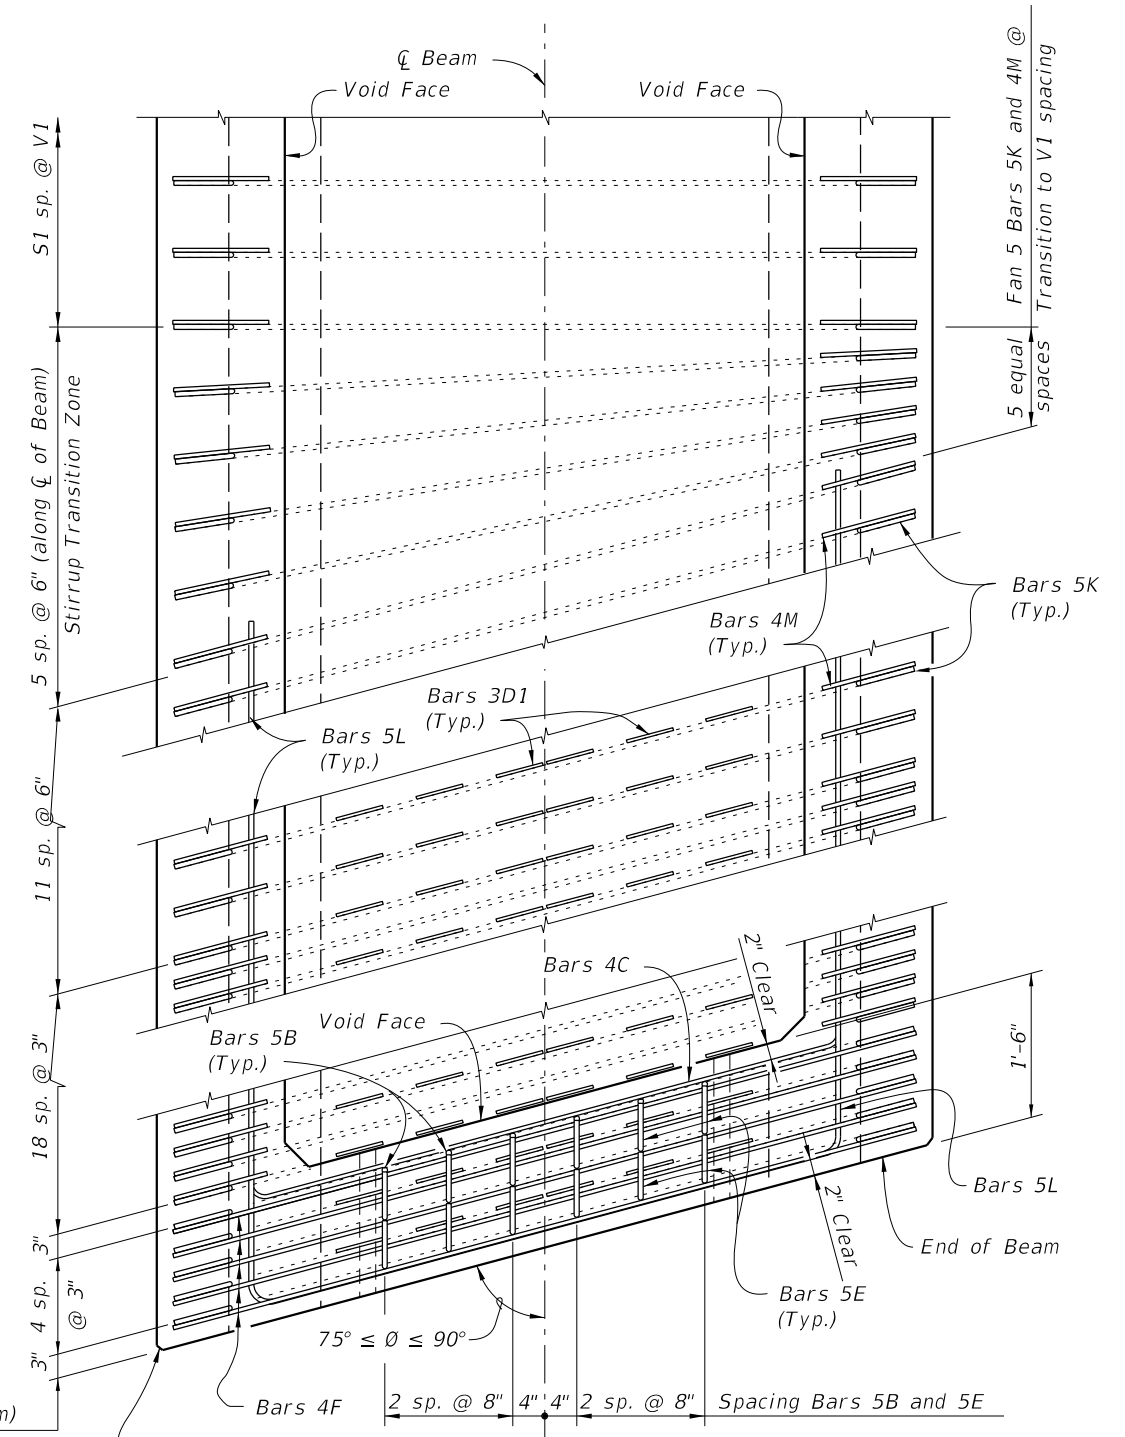 ℄ Beam
Void Face
Void Face
S1 sp. @ V1
Fan 5 Bars 5K and 4M @
Transition to V1 spacing
5 equal
spaces
5 sp. @ 6" (along ℄ of Beam)
Stirrup Transition Zone
Bars 5K
(Typ.)
Bars 4M
(Typ.)
Bars 3D1
(Typ.)
Bars 5L
(Typ.)
11 sp. @ 6"
2" Clear
Bars 4C
Void Face
Bars 5B
(Typ.)
1'-6"
18 sp. @ 3"
Bars 5L
2" Clear
End of Beam
3"
Bars 5E
(Typ.)
4 sp.
@ 3"
75° ≤ Ø ≤ 90°
3"
Bars 4F
2 sp. @ 8"
4"
4"
2 sp. @ 8"
Spacing Bars 5B and 5E